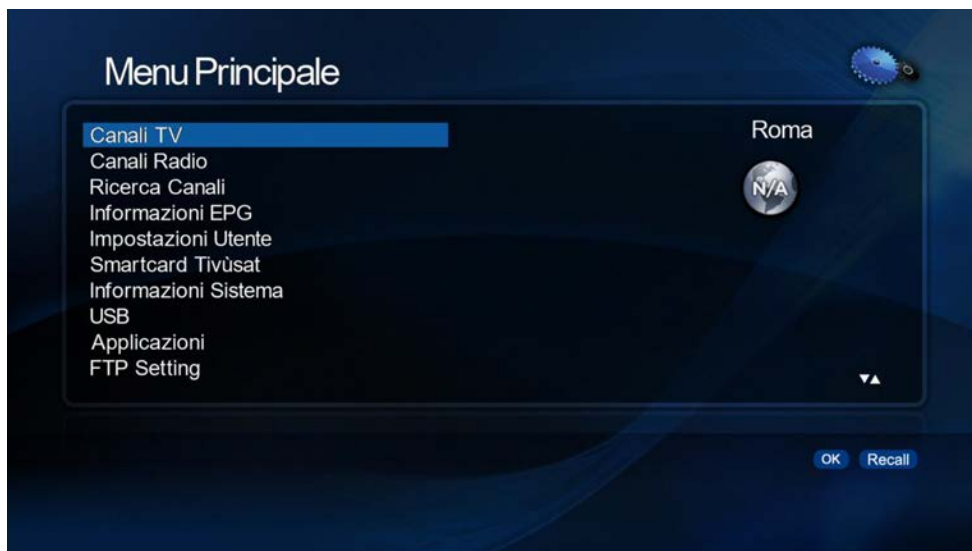 Menu Principale
Canali TV
Canali Radio
Ricerca Canali
Informazioni EPG
Impostazioni Utente
Smartcard Tivùsat
Informazioni Sistema
USB
Applicazioni
FTP Setting
Roma
N/A
OK Recall